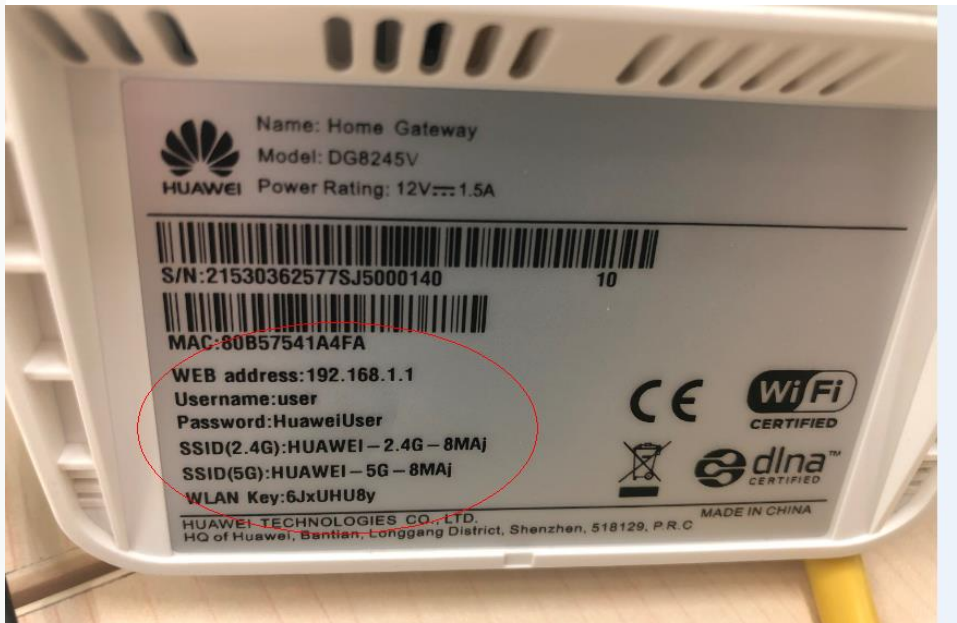 Name: Home Gateway
Model: DG8245V
HUAWEI Power Rating: 12V⎓1.5A
S/N:21530362577SJ5000140 10
MAC:80B57541A4FA
WEB address:192.168.1.1
Username:user
Password:HuaweiUser
SSID(2.4G):HUAWEI-2.4G-8MAj
SSID(5G):HUAWEI-5G-8MAj
WLAN Key:6JxUHU8y
CE
Wi Fi
CERTIFIED
dlna™
CERTIFIED
HUAWEI TECHNOLOGIES CO., LTD.
HQ of Huawei, Bantian, Longgang District, Shenzhen, 518129, P.R.C
MADE IN CHINA